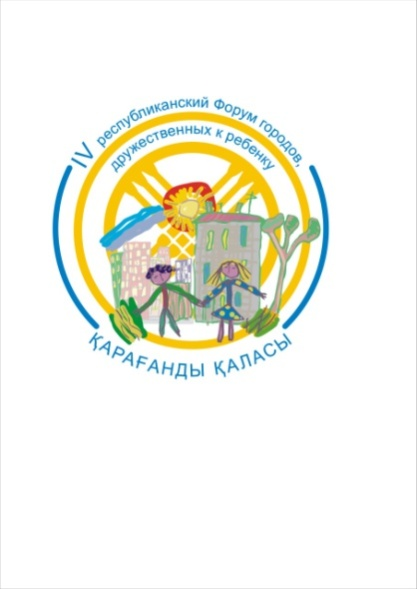 IV республиканский Форум городов,
дружественных к ребенку
ҚАРАҒАНДЫ ҚАЛАСЫ